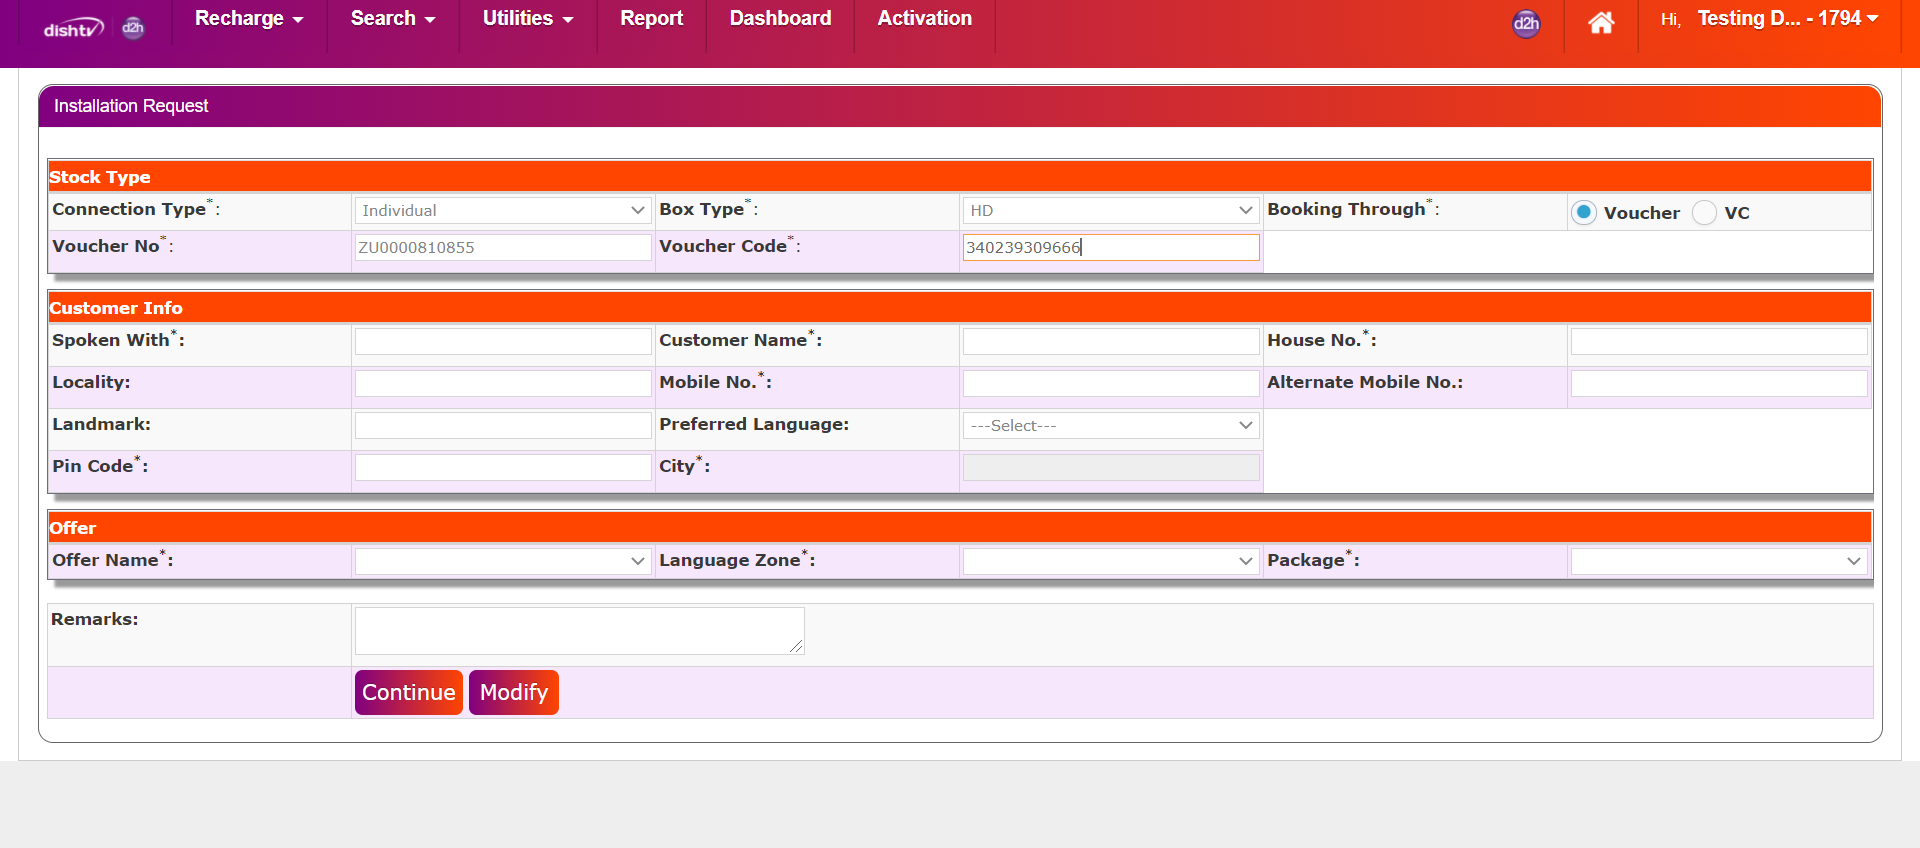 dishtv d2h Recharge Search Utilities Report Dashboard Activation d2h Hi, Testing D... - 1794
Installation Request
Stock Type
Connection Type*: Individual Box Type*: HD Booking Through*: Voucher VC
Voucher No*: ZU0000810855 Voucher Code*: 340239309666
Customer Info
Spoken With*: Customer Name*: House No.*:
Locality: Mobile No.*: Alternate Mobile No.:
Landmark: Preferred Language: ---Select---
Pin Code*: City*:
Offer
Offer Name*: Language Zone*: Package*:
Remarks:
Continue Modify